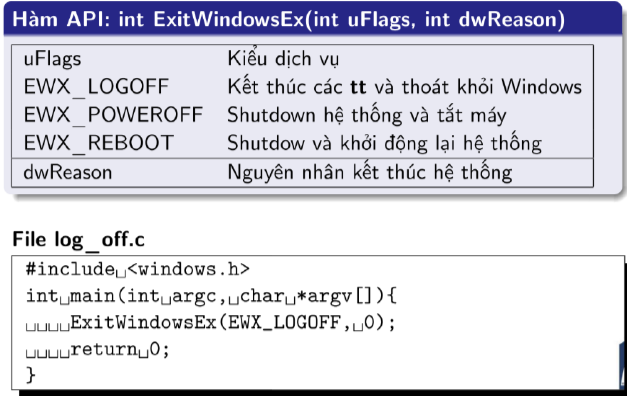 Hàm API: int ExitWindowsEx(int uFlags, int dwReason)
uFlags Kiểu dịch vụ
EWX_LOGOFF Kết thúc các tt và thoát khỏi Windows
EWX_POWEROFF Shutdown hệ thống và tắt máy
EWX_REBOOT Shutdow và khởi động lại hệ thống
dwReason Nguyên nhân kết thúc hệ thống
File log_off.c
#include␣<windows.h>
int␣main(int␣argc,␣char␣*argv[]){
␣␣␣␣ExitWindowsEx(EWX_LOGOFF,␣0);
␣␣␣␣return␣0;
}